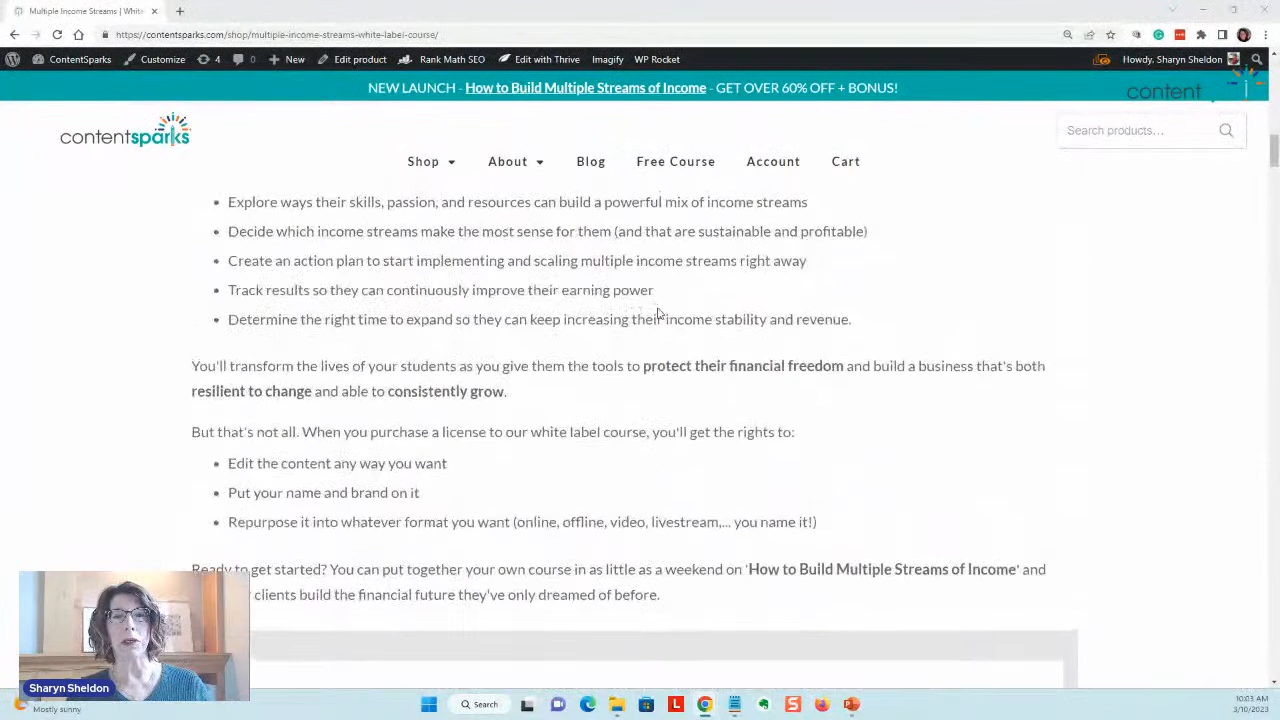 Multiple Income Streams | White
https://contentsparks.com/shop/multiple-income-streams-white-label-course/
ContentSparks
Customize
4
0
New
Edit product
Rank Math SEO
Edit with Thrive
Imagify
WP Rocket
Howdy, Sharyn Sheldon
NEW LAUNCH - How to Build Multiple Streams of Income - GET OVER 60% OFF + BONUS!
content
contentsparks
Search products...
Shop
About
Blog
Free Course
Account
Cart
Explore ways their skills, passion, and resources can build a powerful mix of income streams
Decide which income streams make the most sense for them (and that are sustainable and profitable)
Create an action plan to start implementing and scaling multiple income streams right away
Track results so they can continuously improve their earning power
Determine the right time to expand so they can keep increasing their income stability and revenue.
You'll transform the lives of your students as you give them the tools to protect their financial freedom and build a business that's both
resilient to change and able to consistently grow.
But that's not all. When you purchase a license to our white label course, you'll get the rights to:
Edit the content any way you want
Put your name and brand on it
Repurpose it into whatever format you want (online, offline, video, livestream,... you name it!)
Ready to get started? You can put together your own course in as little as a weekend on 'How to Build Multiple Streams of Income' and
clients build the financial future they've only dreamed of before.
Sharyn Sheldon
Mostly sunny
Search
10:03 AM
3/10/2023